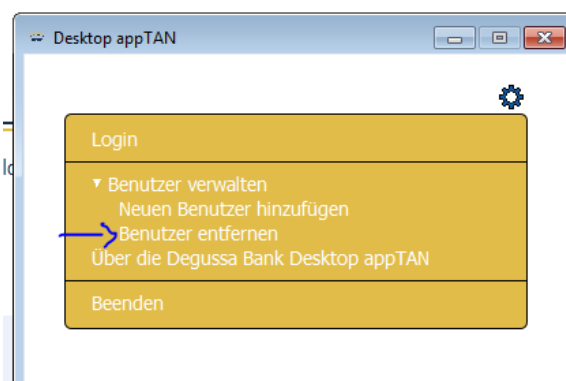 Desktop appTAN
Login
Benutzer verwalten
Neuen Benutzer hinzufügen
Benutzer entfernen
Über die Degussa Bank Desktop appTAN
Beenden